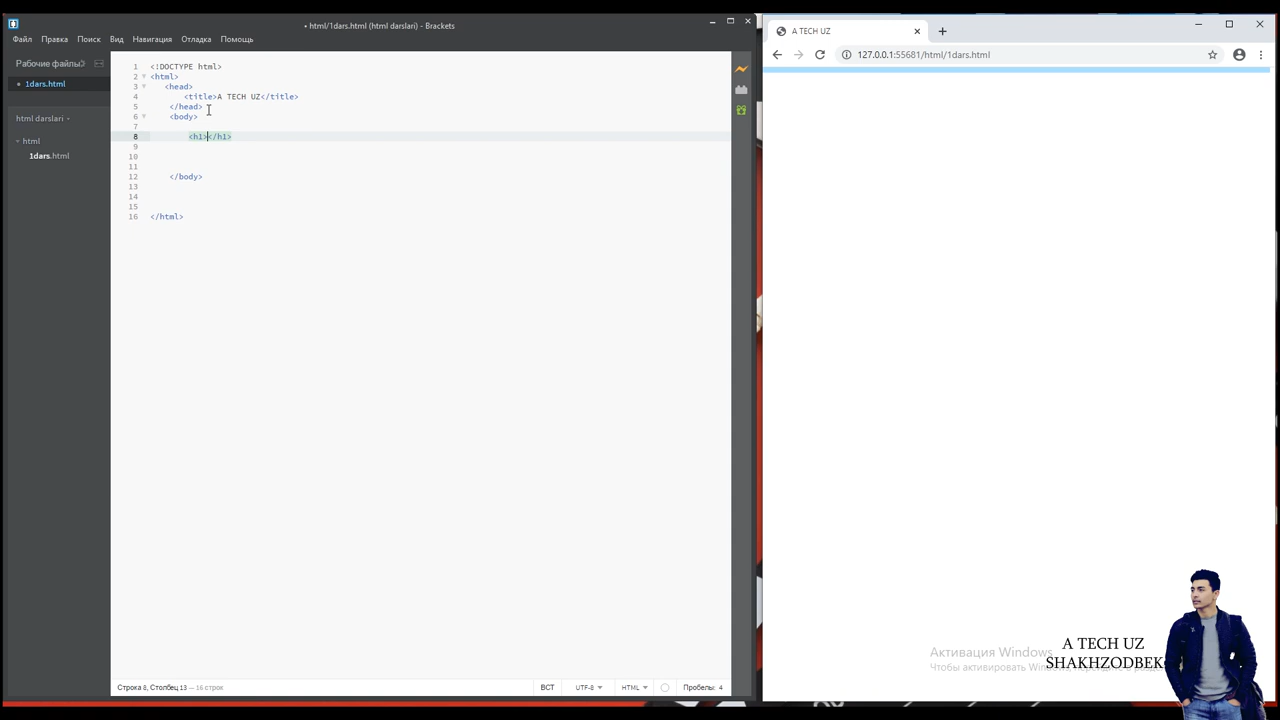 html/1dars.html (html darslari) - Brackets
Файл Правка Поиск Вид Навигация Отладка Помощь
Рабочие файлы
1dars.html
html darslari
html
1dars.html
1 <!DOCTYPE html>
2 <html>
3 <head>
4 <title>A TECH UZ</title>
5 </head>
6 <body>
7
8 <h1></h1>
9
10
11
12 </body>
13
14
15
16 </html>
Строка 8, Столбец 13 — 16 строк
ВСТ UTF-8 HTML Пробелы: 4
A TECH UZ
127.0.0.1:55681/html/1dars.html
Активация Windows
Чтобы активировать
A TECH UZ
SHAKHZODBEK